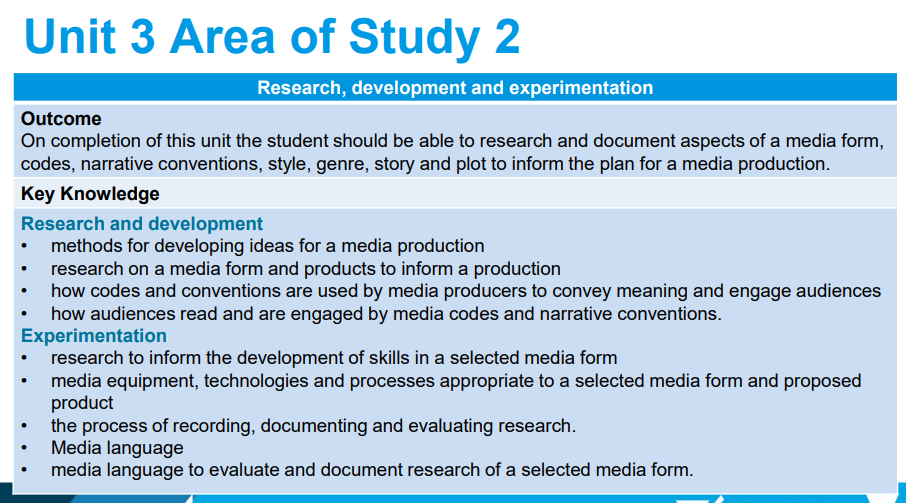 Unit 3 Area of Study 2
Research, development and experimentation
Outcome
On completion of this unit the student should be able to research and document aspects of a media form,
codes, narrative conventions, style, genre, story and plot to inform the plan for a media production.
Key Knowledge
Research and development
• methods for developing ideas for a media production
• research on a media form and products to inform a production
• how codes and conventions are used by media producers to convey meaning and engage audiences
• how audiences read and are engaged by media codes and narrative conventions.
Experimentation
• research to inform the development of skills in a selected media form
• media equipment, technologies and processes appropriate to a selected media form and proposed
product
• the process of recording, documenting and evaluating research.
• Media language
• media language to evaluate and document research of a selected media form.